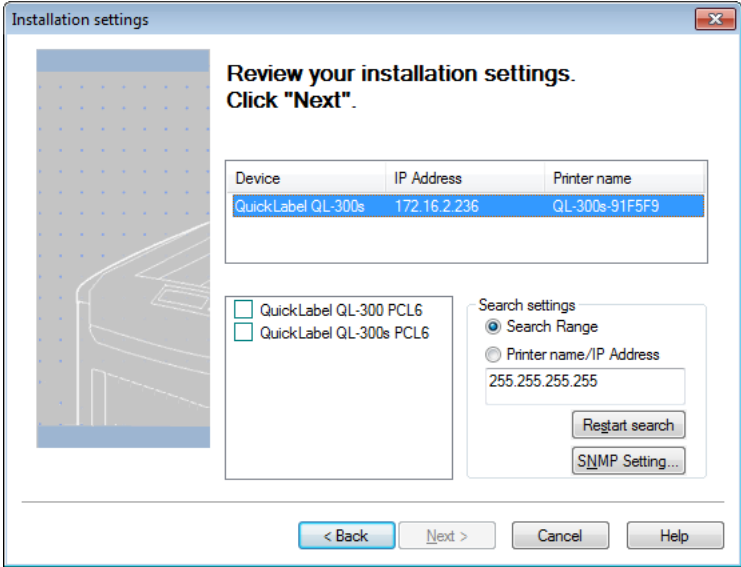 Installation settings
Review your installation settings.
Click "Next".
Device IP Address Printer name
QuickLabel QL-300s 172.16.2.236 QL-300s-91F5F9
QuickLabel QL-300 PCL6
QuickLabel QL-300s PCL6
Search settings
Search Range
Printer name/IP Address
255.255.255.255
Restart search
SNMP Setting...
< Back Next > Cancel Help